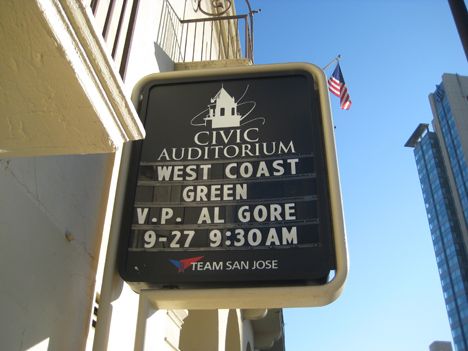 CIVIC
AUDITORIUM
WEST COAST
GREEN
V.P. AL GORE
9-27 9:30AM
TEAM SAN JOSE